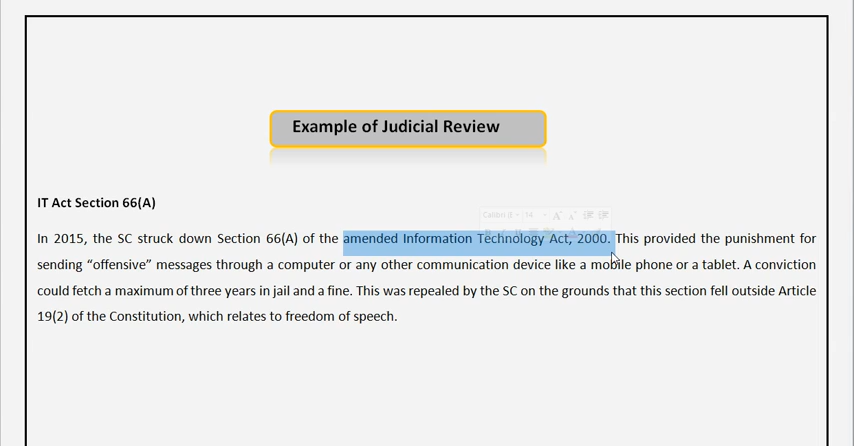 Example of Judicial Review
IT Act Section 66(A)
Calibri (I 14
In 2015, the SC struck down Section 66(A) of the amended Information Technology Act, 2000. This provided the punishment for
sending “offensive” messages through a computer or any other communication device like a mobile phone or a tablet. A conviction
could fetch a maximum of three years in jail and a fine. This was repealed by the SC on the grounds that this section fell outside Article
19(2) of the Constitution, which relates to freedom of speech.